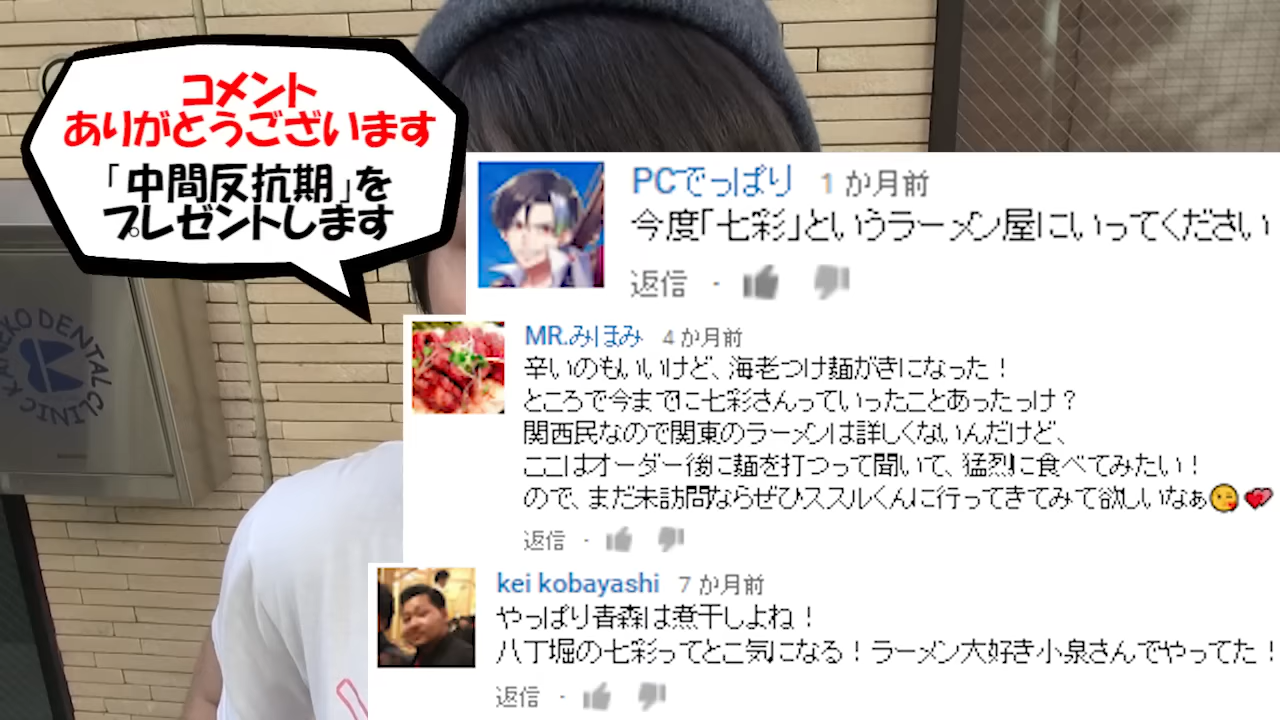 コメント
ありがとうございます
「中間反抗期」を
プレゼントします
KANEKO DENTAL CLINIC
PCでっぱり 1 か月前
今度「七彩」というラーメン屋にいってください
返信
MR.みほみ 4 か月前
辛いのもいいけど、海老つけ麺がきになった！
ところで今までに七彩さんっていったことあったっけ？
関西民なので関東のラーメンは詳しくないんだけど、
ここはオーダー後に麺を打つって聞いて、猛烈に食べてみたい！
ので、まだ未訪問ならぜひススルくんに行ってきてみて欲しいなぁ😘💞
返信
kei kobayashi 7 か月前
やっぱり青森は煮干しよね！
八丁堀の七彩ってとこ気になる！ラーメン大好き小泉さんでやってた！
返信